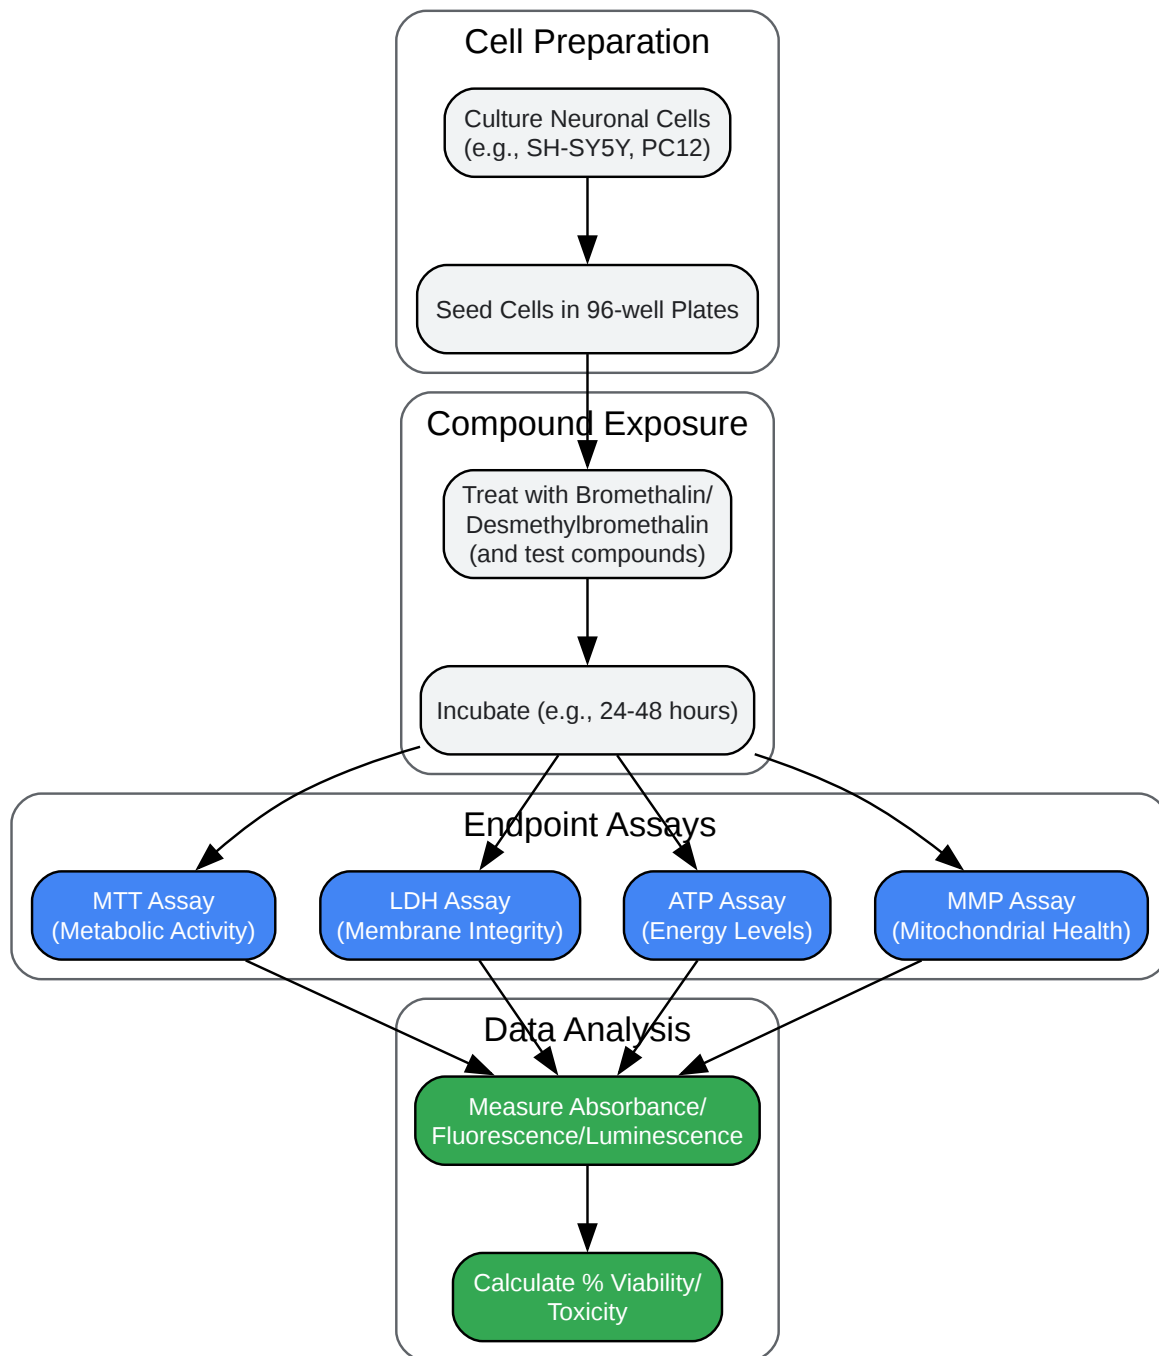 Cell Preparation
Culture Neuronal Cells
(e.g., SH-SY5Y, PC12)
Seed Cells in 96-well Plates
Compound Exposure
Treat with Bromethalin/
Desmethylbromethalin
(and test compounds)
Incubate (e.g., 24-48 hours)
Endpoint Assays
MTT Assay
(Metabolic Activity)
LDH Assay
(Membrane Integrity)
ATP Assay
(Energy Levels)
MMP Assay
(Mitochondrial Health)
Data Analysis
Measure Absorbance/
Fluorescence/Luminescence
Calculate % Viability/
Toxicity